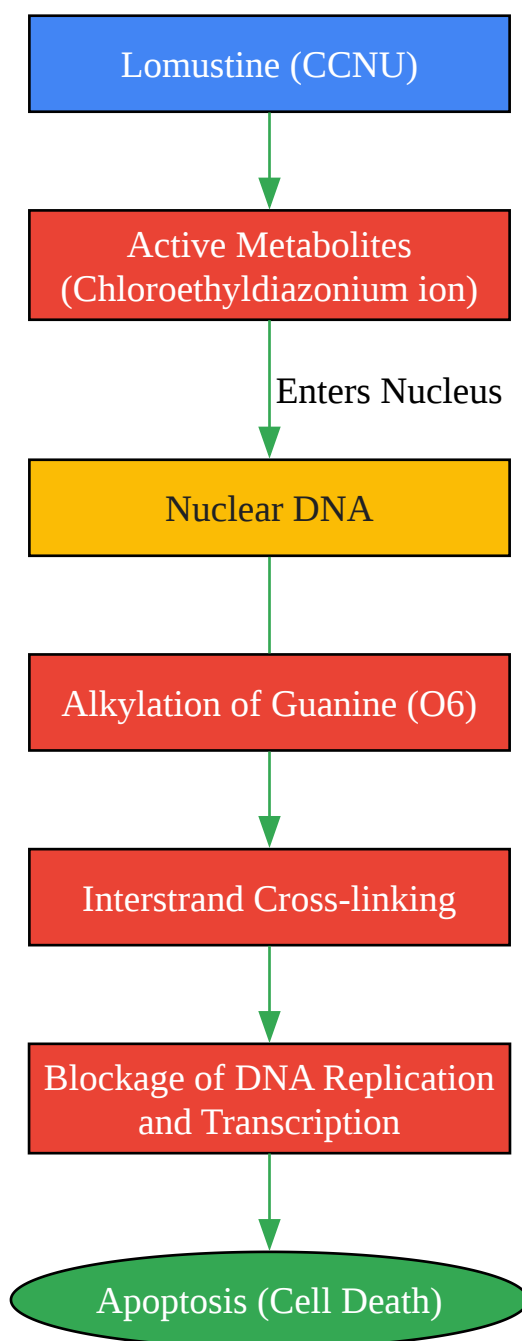 Lomustine (CCNU)
Active Metabolites
(Chloroethyldiazonium ion)
Enters Nucleus
Nuclear DNA
Alkylation of Guanine (O6)
Interstrand Cross-linking
Blockage of DNA Replication
and Transcription
Apoptosis (Cell Death)